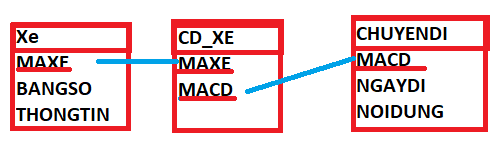 Xe
MAXE
BANGSO
THONGTIN
CD_XE
MAXE
MACD
CHUYENDI
MACD
NGAYDI
NOIDUNG